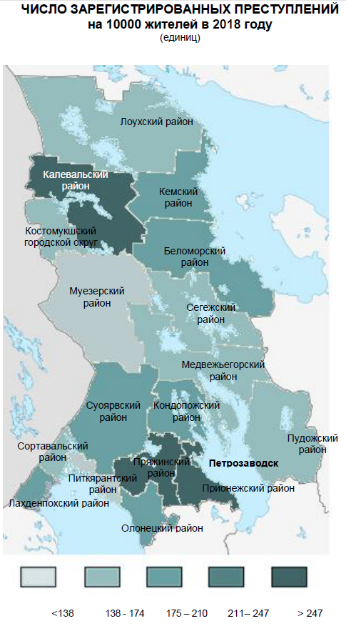 ЧИСЛО ЗАРЕГИСТРИРОВАННЫХ ПРЕСТУПЛЕНИЙ
на 10000 жителей в 2018 году
(единиц)
Лоухский район
Калевальский
район
Кемский
район
Костомукшский
городской округ
Беломорский
район
Муезерский
район
Сегежский
район
Медвежьегорский
район
Суоярвский
район
Кондопожский
район
Пудожский
район
Сортавальский
район
Пряжинский
район
Петрозаводск
Питкярантский
район
Прионежский район
Лахденпохский район
Олонецкий район
<138
138 - 174
175 – 210
211– 247
> 247